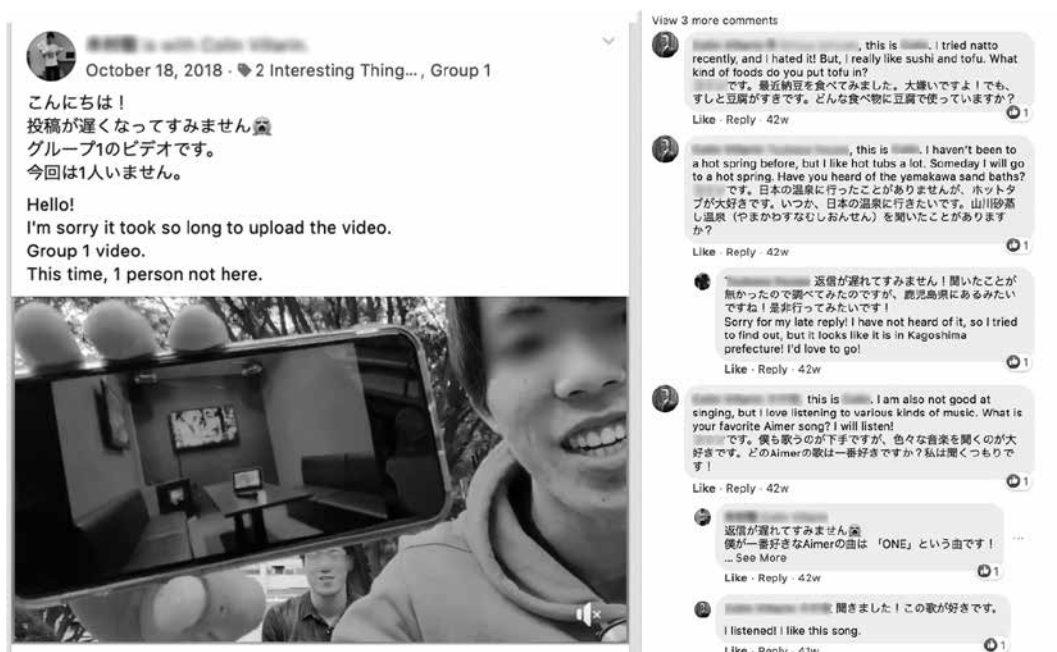 October 18, 2018 · 2 Interesting Thing..., Group 1
こんにちは！
投稿が遅くなってすみません😭
グループ1のビデオです。
今回は1人いません。
Hello!
I'm sorry it took so long to upload the video.
Group 1 video.
This time, 1 person not here.
View 3 more comments
, this is . I tried natto
recently, and I hated it! But, I really like sushi and tofu. What
kind of foods do you put tofu in?
です。最近納豆を食べてみました。大嫌いですよ！でも、
すしと豆腐がすきです。どんな食べ物に豆腐で使っていますか？
1
Like · Reply · 42w
, this is . I haven't been to
a hot spring before, but I like hot tubs a lot. Someday I will go
to a hot spring. Have you heard of the yamakawa sand baths?
です。日本の温泉に行ったことがありませんが、ホットタ
ブが大好きです。いつか、日本の温泉に行きたいです。山川砂蒸
し温泉（やまかわすなむしおんせん）を聞いたことがあります
か？
1
Like · Reply · 42w
返信が遅れてすみません！聞いたことが
無かったので調べてみたのですが、鹿児島県にあるみたい
ですね！是非行ってみたいです！
Sorry for my late reply! I have not heard of it, so I tried
to find out, but it looks like it is in Kagoshima
prefecture! I'd love to go!
1
Like · Reply · 42w
, this is . I am also not good at
singing, but I love listening to various kinds of music. What is
your favorite Aimer song? I will listen!
です。僕も歌うのが下手ですが、色々な音楽を聞くのが大
好きです。どのAimerの歌は一番好きですか？私は聞くつもりで
す！
1
Like · Reply · 42w
返信が遅れてすみません😭
僕が一番好きなAimerの曲は 「ONE」という曲です！
... See More
1
Like · Reply · 42w
聞きました！この歌が好きです。
I listened! I like this song.
1
Like · Reply · 41w